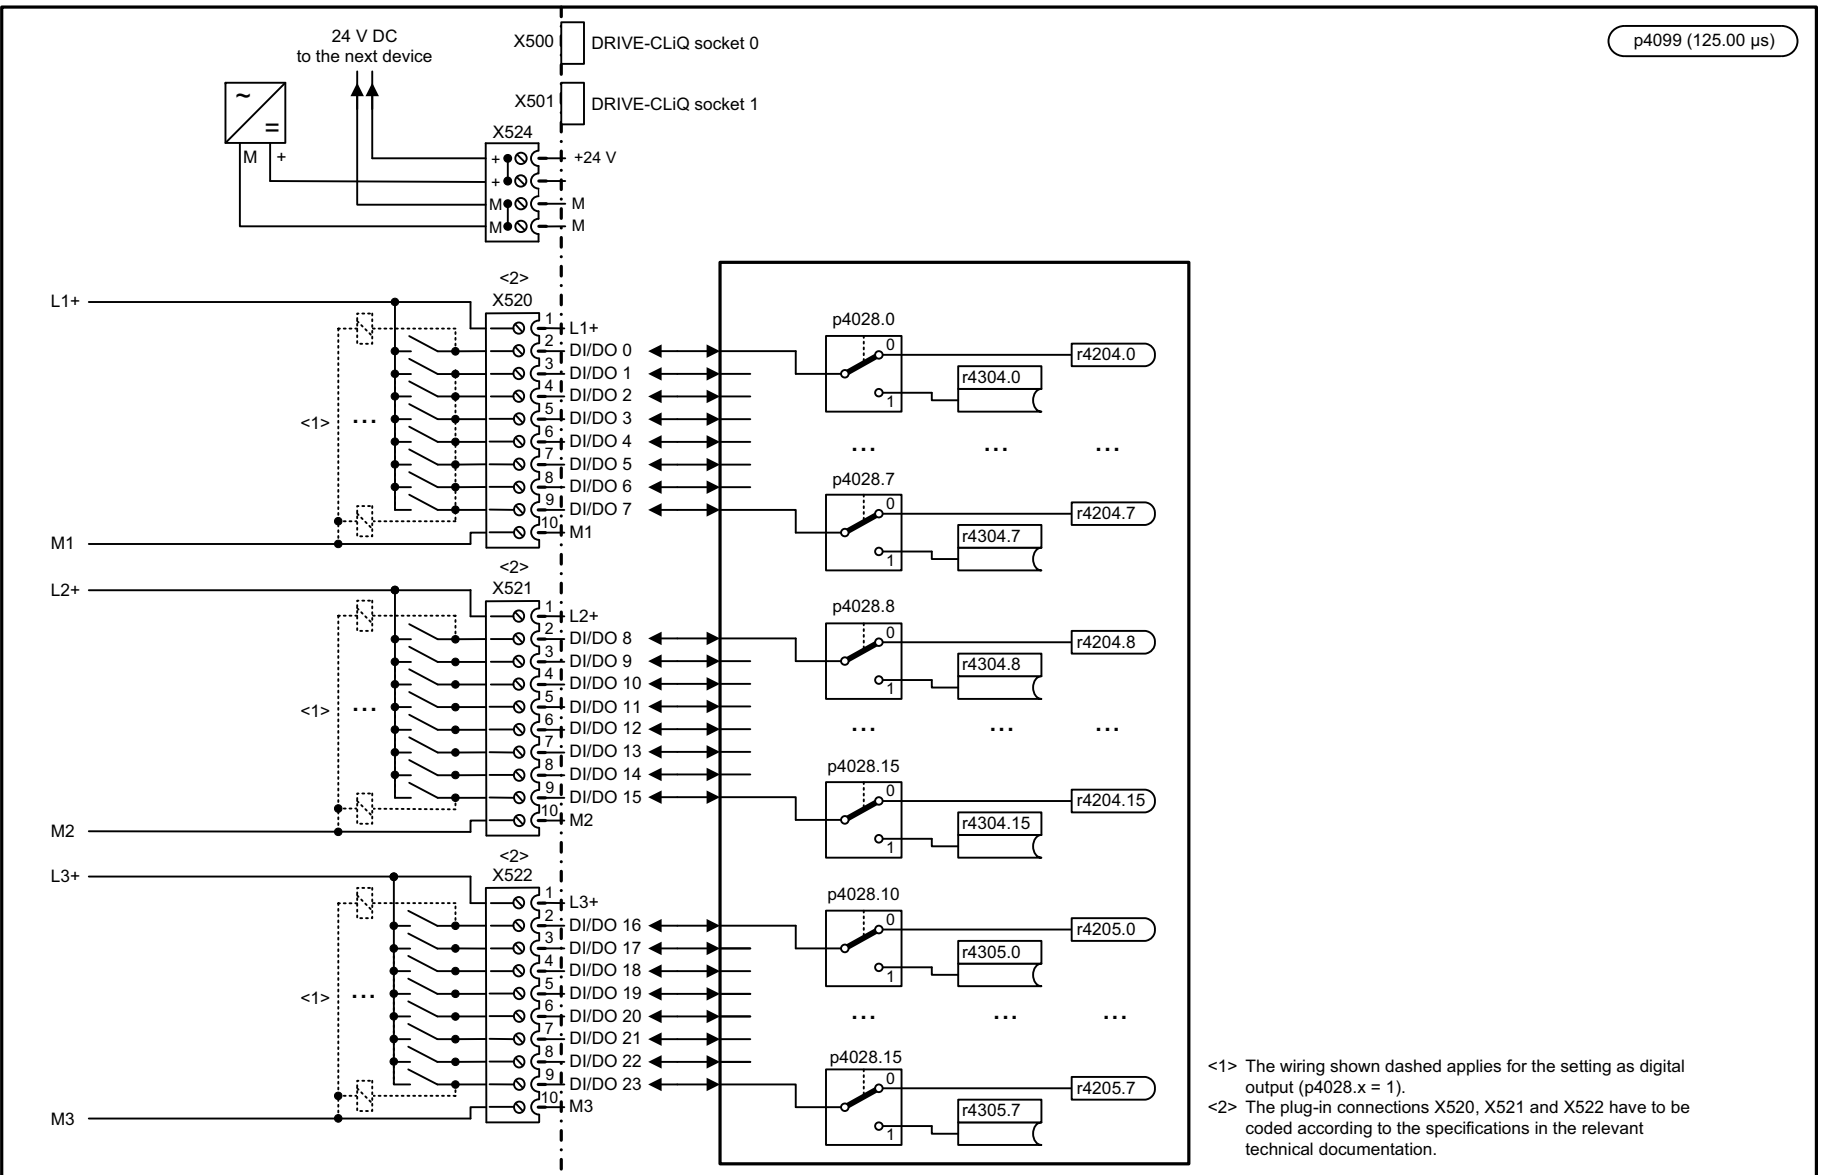 24 V DC
to the next device
X500
DRIVE-CLiQ socket 0
p4099 (125.00 µs)
X501
DRIVE-CLiQ socket 1
~
=
M +
X524
+
+24 V
+
M
M
M
M
<2>
X520
L1+
1
L1+
2
DI/DO 0
3
DI/DO 1
4
DI/DO 2
5
DI/DO 3
6
DI/DO 4
7
DI/DO 5
8
DI/DO 6
9
DI/DO 7
10
M1
<1>
...
M1
p4028.0
0
1
r4204.0
r4304.0
... ... ...
p4028.7
0
1
r4204.7
r4304.7
<2>
X521
L2+
1
L2+
2
DI/DO 8
3
DI/DO 9
4
DI/DO 10
5
DI/DO 11
6
DI/DO 12
7
DI/DO 13
8
DI/DO 14
9
DI/DO 15
10
M2
<1>
...
M2
p4028.8
0
1
r4204.8
r4304.8
... ... ...
p4028.15
0
1
r4204.15
r4304.15
<2>
X522
L3+
1
L3+
2
DI/DO 16
3
DI/DO 17
4
DI/DO 18
5
DI/DO 19
6
DI/DO 20
7
DI/DO 21
8
DI/DO 22
9
DI/DO 23
10
M3
<1>
...
M3
p4028.10
0
1
r4205.0
r4305.0
... ... ...
p4028.15
0
1
r4205.7
r4305.7
<1> The wiring shown dashed applies for the setting as digital
output (p4028.x = 1).
<2> The plug-in connections X520, X521 and X522 have to be
coded according to the specifications in the relevant
technical documentation.